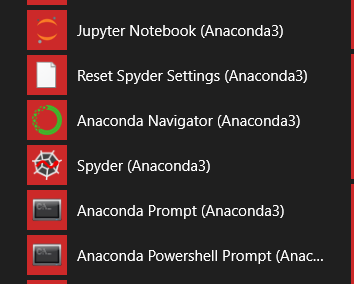 Jupyter Notebook (Anaconda3)
Reset Spyder Settings (Anaconda3)
Anaconda Navigator (Anaconda3)
Spyder (Anaconda3)
Anaconda Prompt (Anaconda3)
Anaconda Powershell Prompt (Anac...